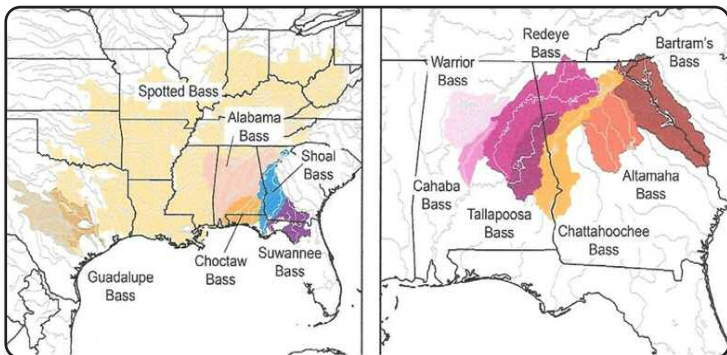 Spotted Bass
Alabama
Bass
Shoal
Bass
Guadalupe
Bass
Choctaw
Bass
Suwannee
Bass
Redeye
Bass
Warrior
Bass
Bartram's
Bass
Cahaba
Bass
Tallapoosa
Bass
Altamaha
Bass
Chattahoochee
Bass